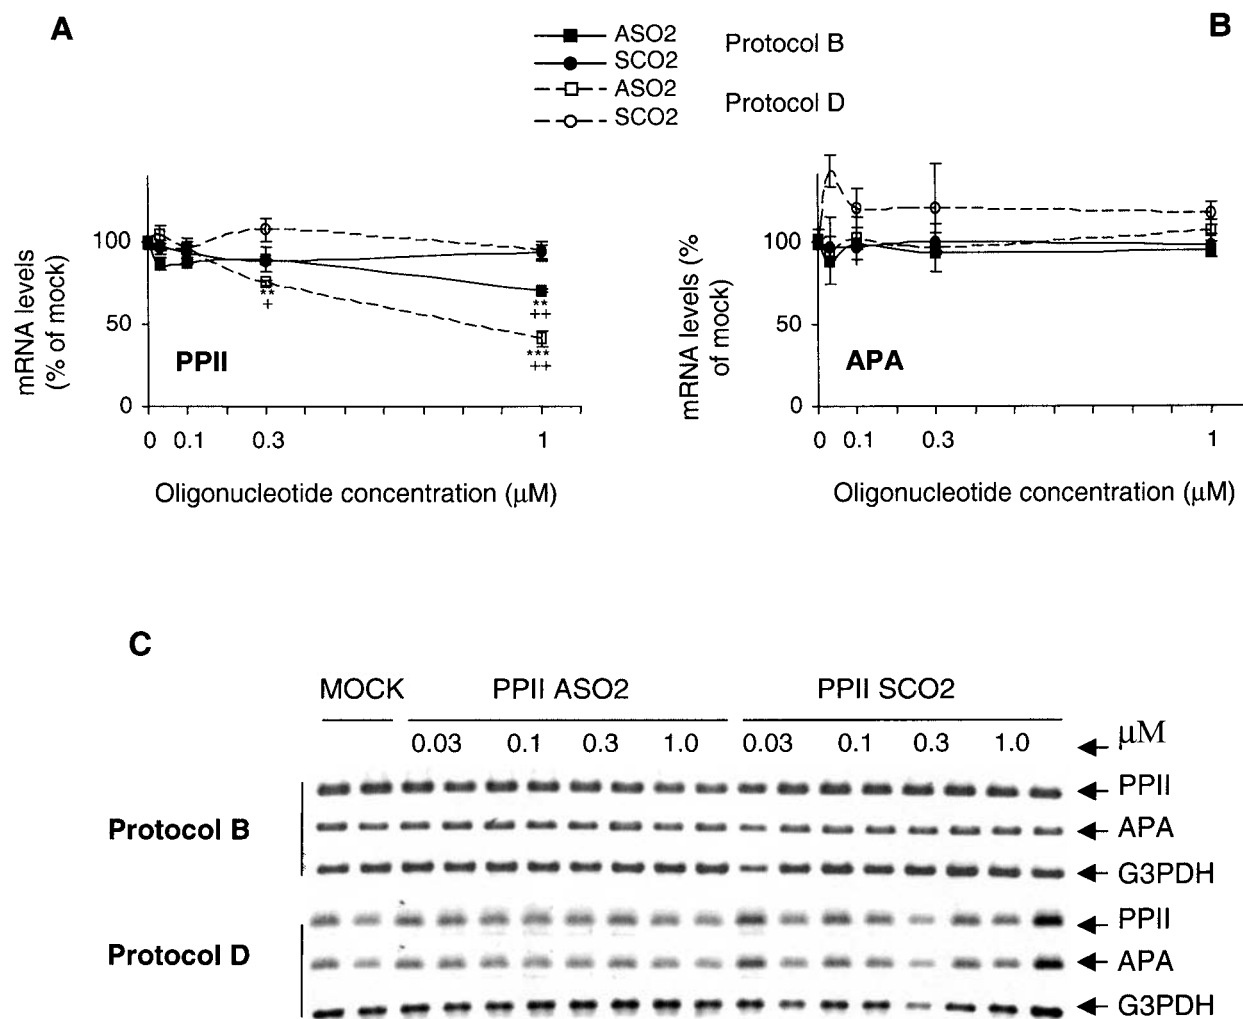 A
B
ASO2
SCO2
Protocol B
ASO2
SCO2
Protocol D
mRNA levels
(% of mock)
100
50
0
PPII
**
+
**
++
***
++
0 0.1 0.3 1
Oligonucleotide concentration (μM)
mRNA levels (%
of mock)
100
50
0
APA
+
0 0.1 0.3 1
Oligonucleotide concentration (μM)
C
MOCK PPII ASO2 PPII SCO2
0.03 0.1 0.3 1.0 0.03 0.1 0.3 1.0 μM
Protocol B
PPII
APA
G3PDH
Protocol D
PPII
APA
G3PDH